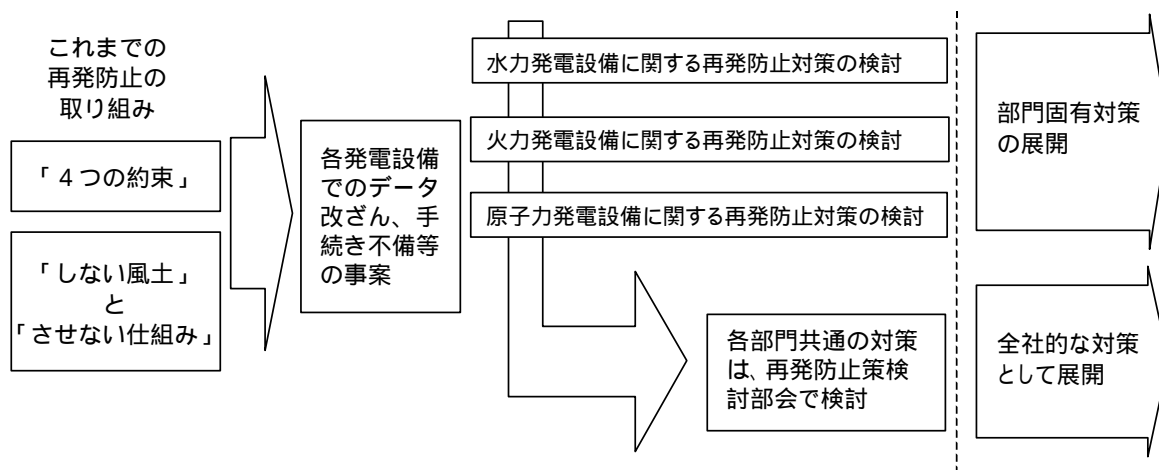 これまでの
再発防止の
取り組み
「４つの約束」
「しない風土」
と
「させない仕組み」
各発電設備
でのデータ
改ざん、手
続き不備等
の事案
水力発電設備に関する再発防止対策の検討
火力発電設備に関する再発防止対策の検討
原子力発電設備に関する再発防止対策の検討
各部門共通の対策
は、再発防止策検
討部会で検討
部門固有対策
の展開
全社的な対策
として展開